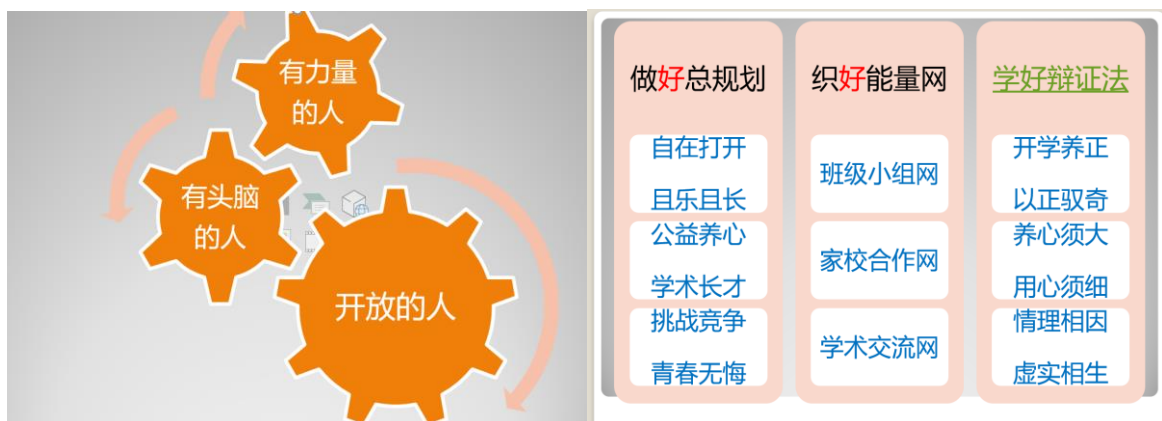 有力量
的人
有头脑
的人
开放的人
做好总规划
自在打开
且乐且长
公益养心
学术长才
挑战竞争
青春无悔
织好能量网
班级小组网
家校合作网
学术交流网
学好辩证法
开学养正
以正驭奇
养心须大
用心须细
情理相因
虚实相生